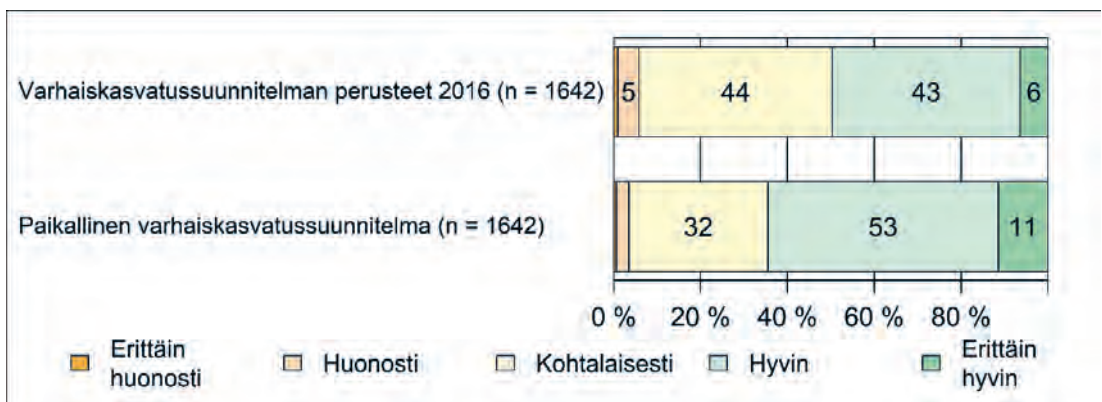 Varhaiskasvatussuunnitelman perusteet 2016 (n = 1642) 5 44 43 6
Paikallinen varhaiskasvatussuunnitelma (n = 1642) 32 53 11
0 % 20 % 40 % 60 % 80 %
Erittäin huonosti Huonosti Kohtalaisesti Hyvin Erittäin hyvin